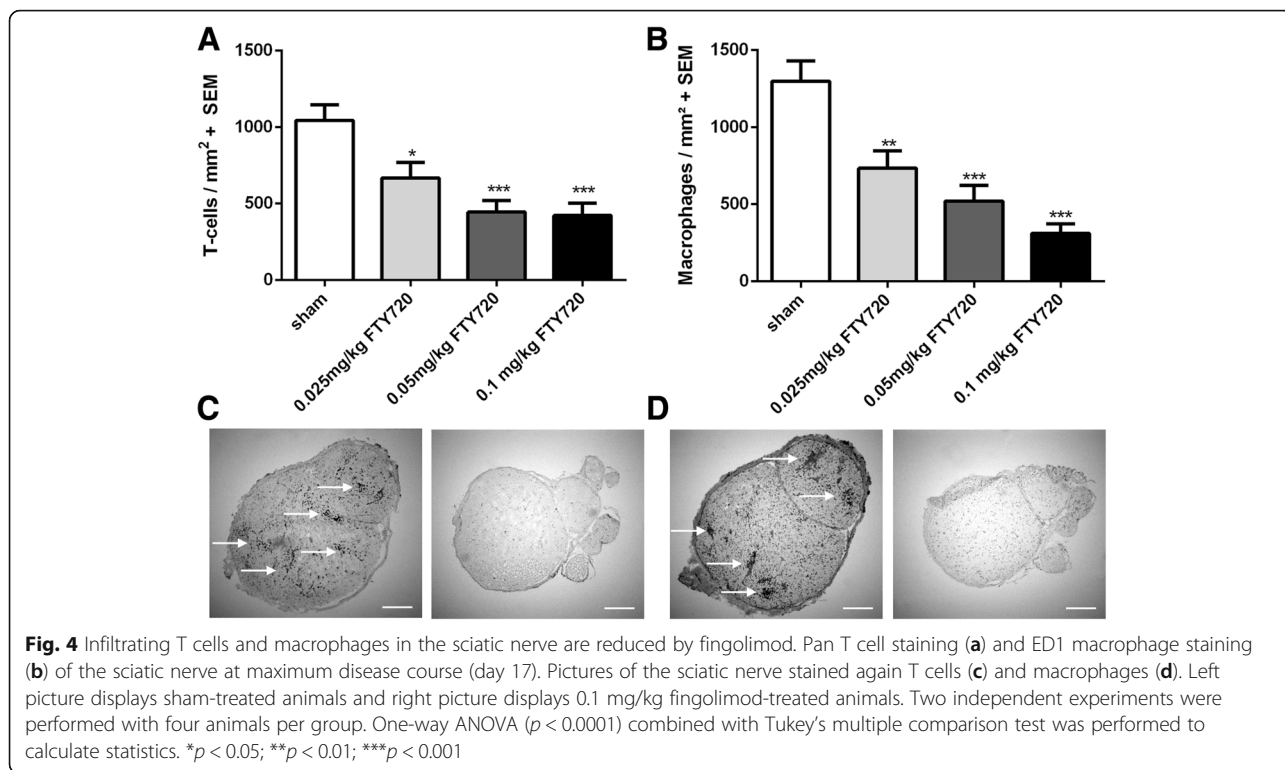 A
1500
1000
500
0
T-cells / mm² + SEM
*
***
***
sham
0.025mg/kg FTY720
0.05mg/kg FTY720
0.1 mg/kg FTY720
B
1500
1000
500
0
Macrophages / mm² + SEM
**
***
***
sham
0.025mg/kg FTY720
0.05mg/kg FTY720
0.1 mg/kg FTY720
C
D
Fig. 4 Infiltrating T cells and macrophages in the sciatic nerve are reduced by fingolimod. Pan T cell staining (a) and ED1 macrophage staining
(b) of the sciatic nerve at maximum disease course (day 17). Pictures of the sciatic nerve stained again T cells (c) and macrophages (d). Left
picture displays sham-treated animals and right picture displays 0.1 mg/kg fingolimod-treated animals. Two independent experiments were
performed with four animals per group. One-way ANOVA (p < 0.0001) combined with Tukey's multiple comparison test was performed to
calculate statistics. *p < 0.05; **p < 0.01; ***p < 0.001